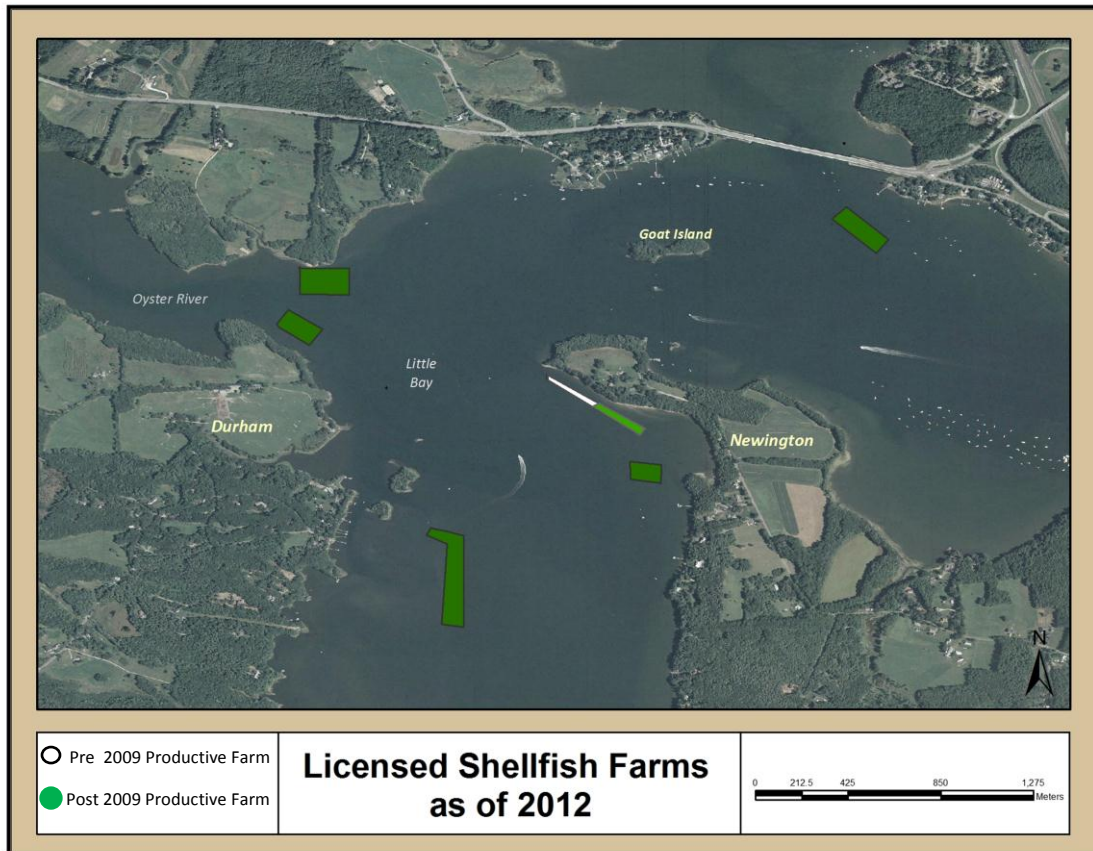 Goat Island
Oyster River
Little
Bay
Durham
Newington
N
Pre 2009 Productive Farm
Post 2009 Productive Farm
Licensed Shellfish Farms
as of 2012
0 212.5 425 850 1,275
Meters